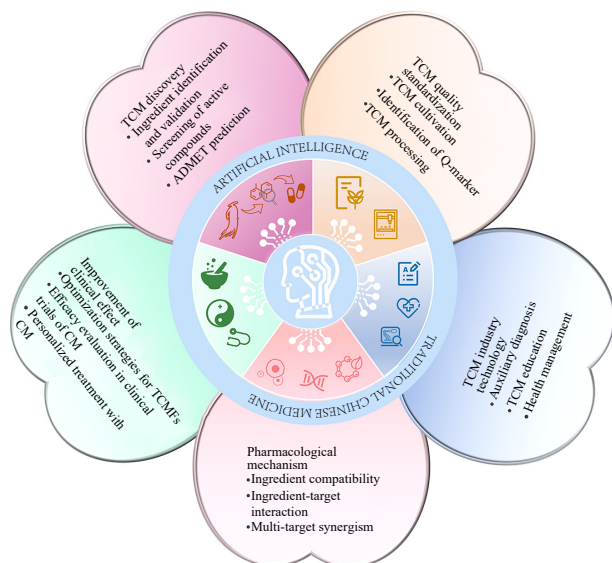 TCM discovery
• Ingredient identification
and validation
• Screening of active
compounds
• ADMET prediction
TCM quality
standardization
• TCM cultivation
•Identification of Q-marker
•TCM processing
ARTIFICIAL INTELLIGENCE
TRADITIONAL CHINESE MEDICINE
Improvement of
clinical effect
•Optimization strategies for TCMFs
•Efficacy evaluation in clinical
trials of CM
• Personalized treatment with
CM
TCM industry
technology
• Auxiliary diagnosis
• TCM education
• Health management
Pharmacological
mechanism
•Ingredient compatibility
•Ingredient-target
interaction
•Multi-target synergism
A